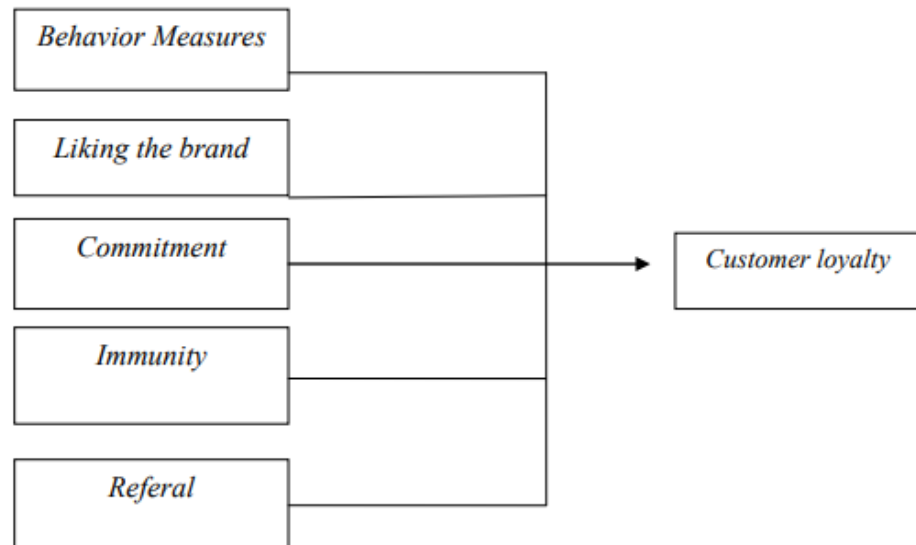 Behavior Measures
Liking the brand
Commitment
Customer loyalty
Immunity
Referal